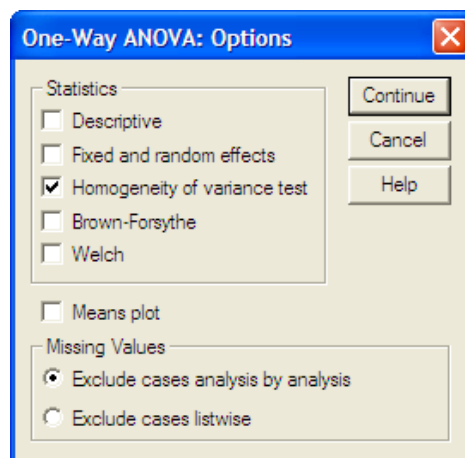 One-Way ANOVA: Options
Statistics
Descriptive
Fixed and random effects
Homogeneity of variance test
Brown-Forsythe
Welch
Continue
Cancel
Help
Means plot
Missing Values
Exclude cases analysis by analysis
Exclude cases listwise